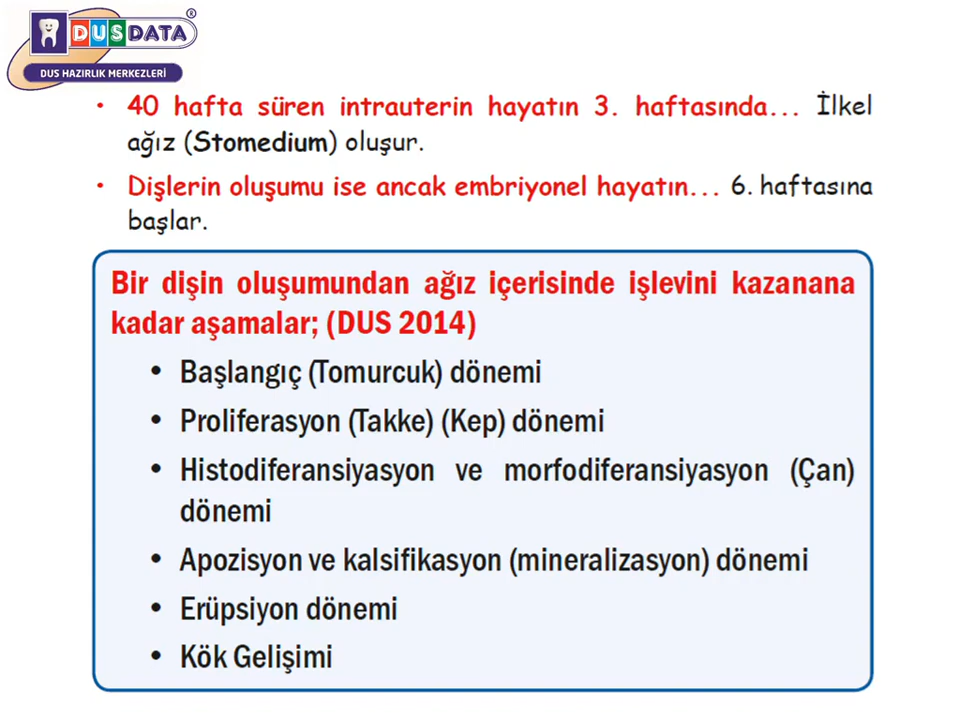 DUSDATA®
DUS HAZIRLIK MERKEZLERİ
• 40 hafta süren intrauterin hayatın 3. haftasında... İlkel
ağız (Stomedium) oluşur.
• Dişlerin oluşumu ise ancak embriyonel hayatın... 6. haftasına
başlar.
Bir dişin oluşumundan ağız içerisinde işlevini kazanana
kadar aşamalar; (DUS 2014)
• Başlangıç (Tomurcuk) dönemi
• Proliferasyon (Takke) (Kep) dönemi
• Histodiferansiyasyon ve morfodiferansiyasyon (Çan)
dönemi
• Apozisyon ve kalsifikasyon (mineralizasyon) dönemi
• Erüpsiyon dönemi
• Kök Gelişimi